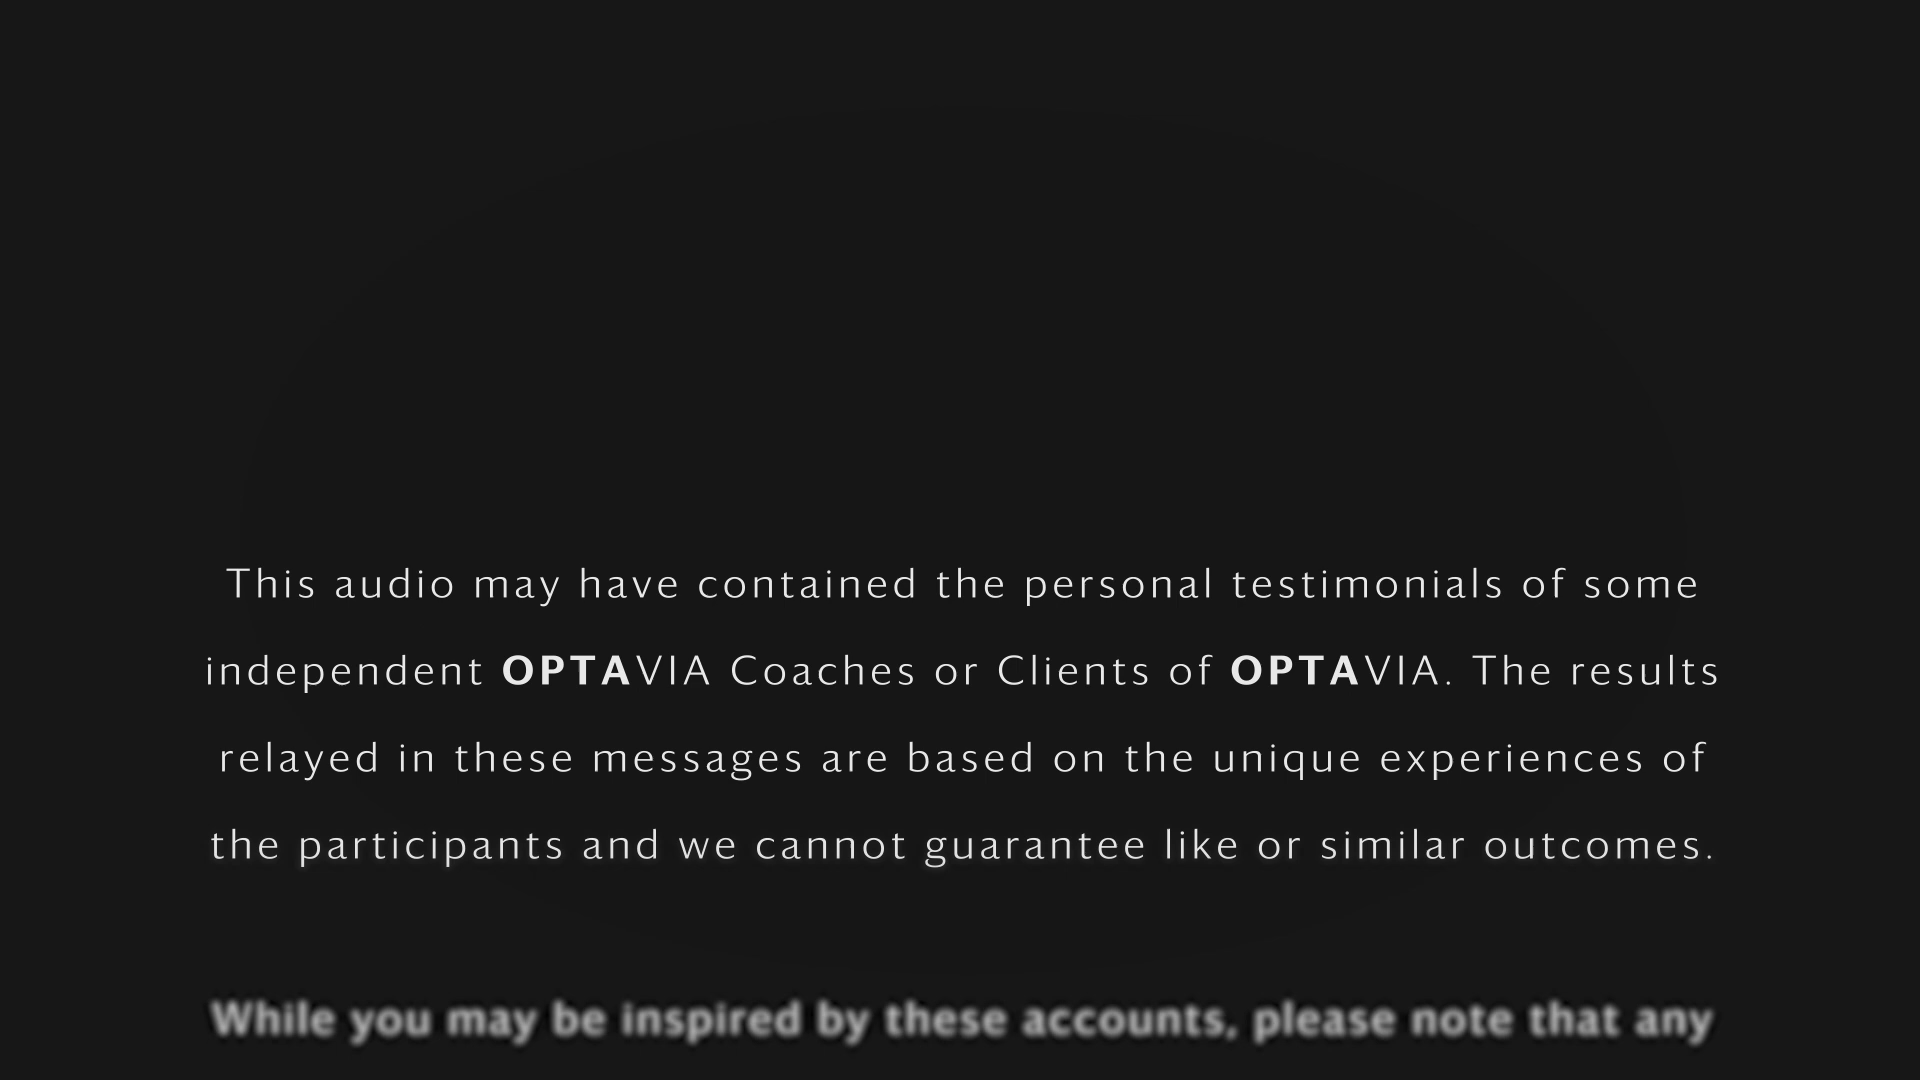 This audio may have contained the personal testimonials of some
independent OPTAVIA Coaches or Clients of OPTAVIA. The results
relayed in these messages are based on the unique experiences of
the participants and we cannot guarantee like or similar outcomes.
While you may be inspired by these accounts, please note that any